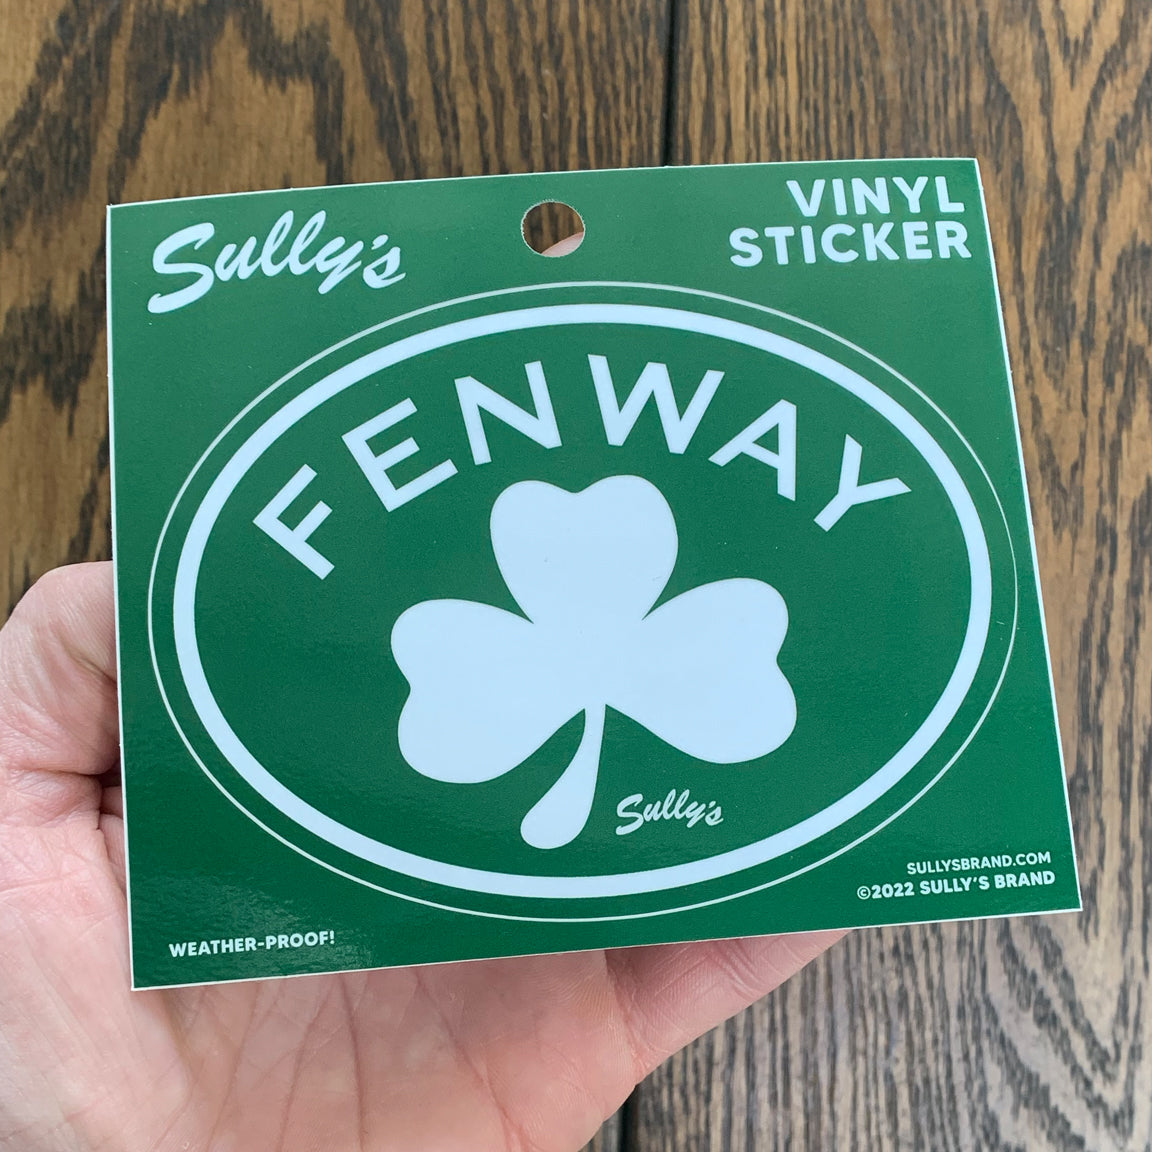 Sully's
VINYL
STICKER
FENWAY
Sully's
SULLYSBRAND.COM
©2022 SULLY'S BRAND
WEATHER-PROOF!